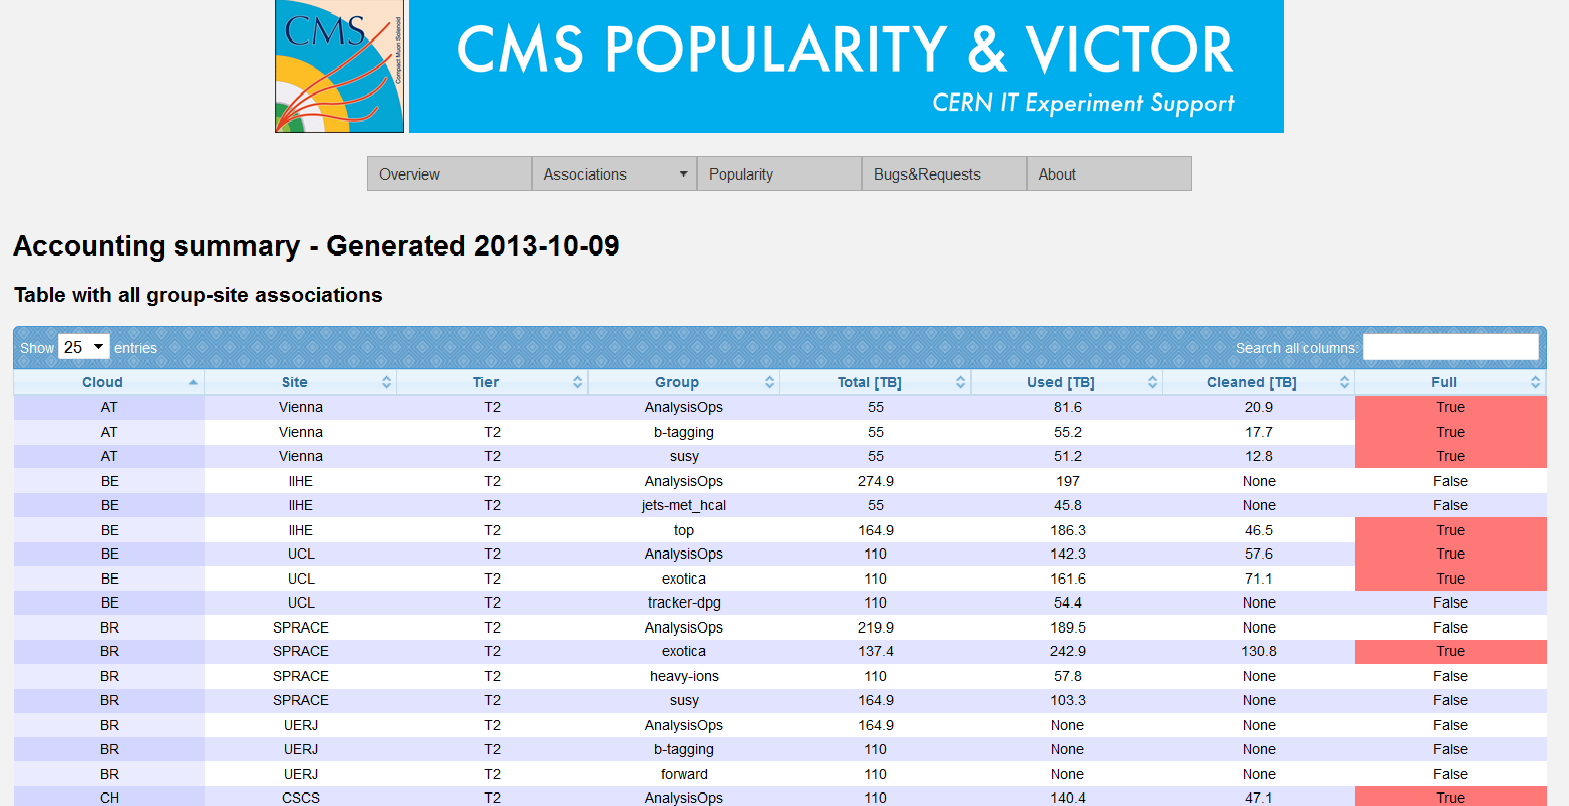 CMS
Compact Muon Solenoid
CMS POPULARITY & VICTOR
CERN IT Experiment Support
Overview Associations Popularity Bugs&Requests About
Accounting summary - Generated 2013-10-09
Table with all group-site associations
Show 25 entries Search all columns:
Cloud Site Tier Group Total [TB] Used [TB] Cleaned [TB] Full
AT Vienna T2 AnalysisOps 55 81.6 20.9 True
AT Vienna T2 b-tagging 55 55.2 17.7 True
AT Vienna T2 susy 55 51.2 12.8 True
BE IIHE T2 AnalysisOps 274.9 197 None False
BE IIHE T2 jets-met_hcal 55 45.8 None False
BE IIHE T2 top 164.9 186.3 46.5 True
BE UCL T2 AnalysisOps 110 142.3 57.6 True
BE UCL T2 exotica 110 161.6 71.1 True
BE UCL T2 tracker-dpg 110 54.4 None False
BR SPRACE T2 AnalysisOps 219.9 189.5 None False
BR SPRACE T2 exotica 137.4 242.9 130.8 True
BR SPRACE T2 heavy-ions 110 57.8 None False
BR SPRACE T2 susy 164.9 103.3 None False
BR UERJ T2 AnalysisOps 164.9 None None False
BR UERJ T2 b-tagging 110 None None False
BR UERJ T2 forward 110 None None False
CH CSCS T2 AnalysisOps 110 140.4 47.1 True